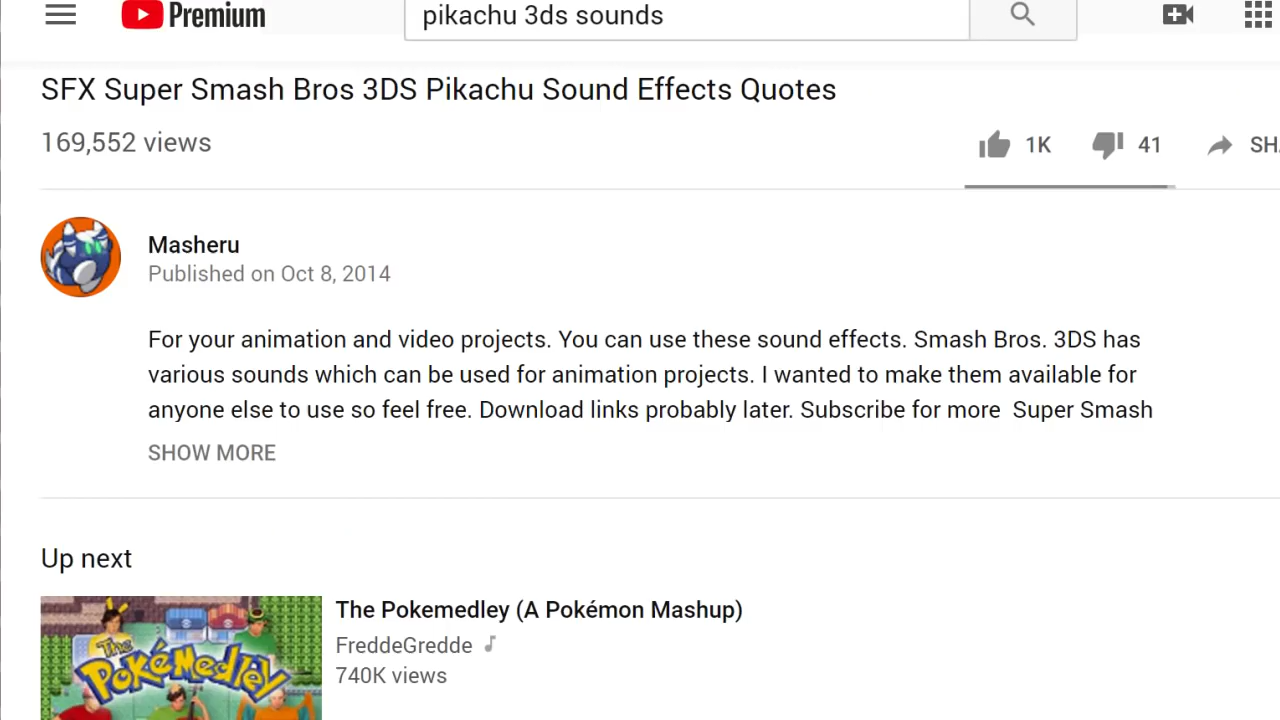 Premium
pikachu 3ds sounds
SFX Super Smash Bros 3DS Pikachu Sound Effects Quotes
169,552 views
1K
41
SH
Masheru
Published on Oct 8, 2014
For your animation and video projects. You can use these sound effects. Smash Bros. 3DS has
various sounds which can be used for animation projects. I wanted to make them available for
anyone else to use so feel free. Download links probably later. Subscribe for more  Super Smash
SHOW MORE
Up next
The Pokemedley (A Pokémon Mashup)
FreddeGredde
740K views
The
PokéMedley